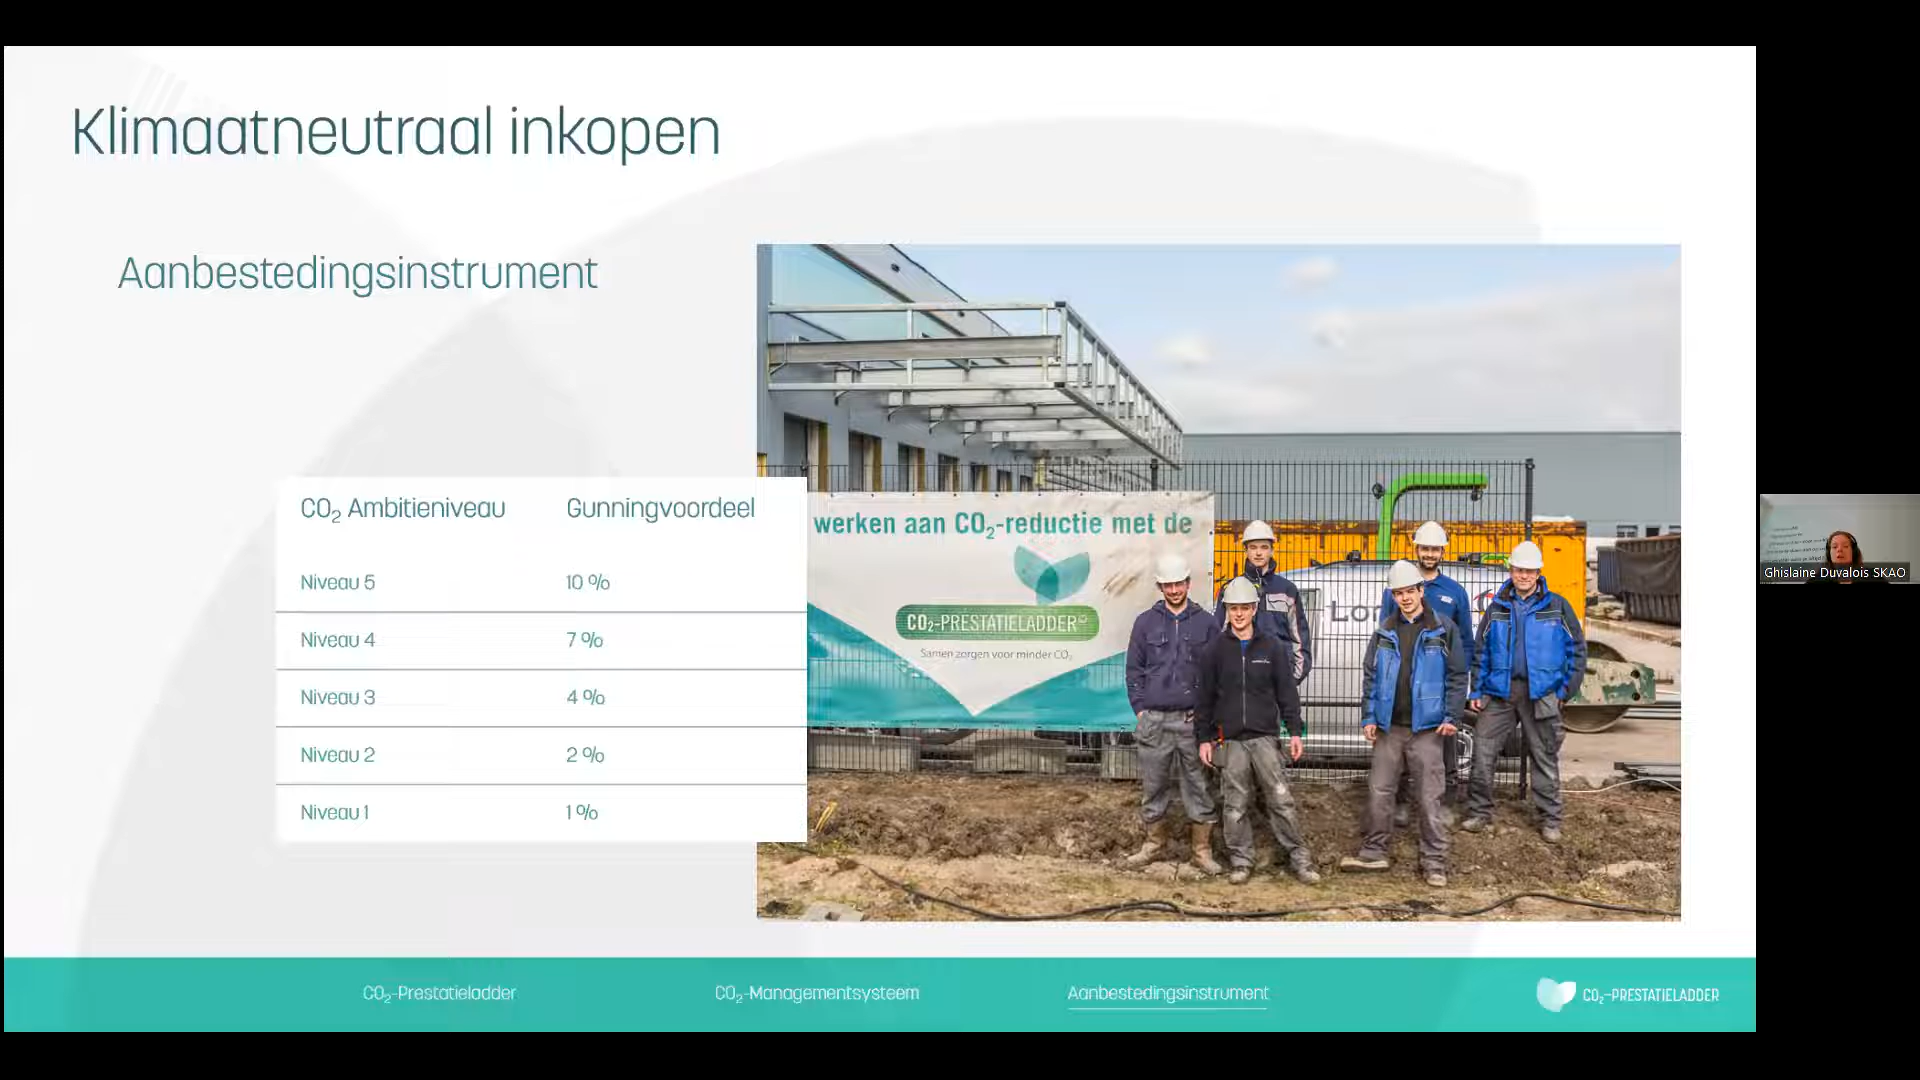 Klimaatneutraal inkopen
Aanbestedingsinstrument
CO₂ Ambitieniveau Gunningvoordeel
Niveau 5 10 %
Niveau 4 7 %
Niveau 3 4 %
Niveau 2 2 %
Niveau 1 1 %
werken aan CO₂-reductie met de
CO₂-PRESTATIELADDER
Samen zorgen voor minder CO₂
Lon
Ghislaine Duvalois SKAO
CO₂-Prestatieladder CO₂-Managementsysteem Aanbestedingsinstrument CO₂-PRESTATIELADDER